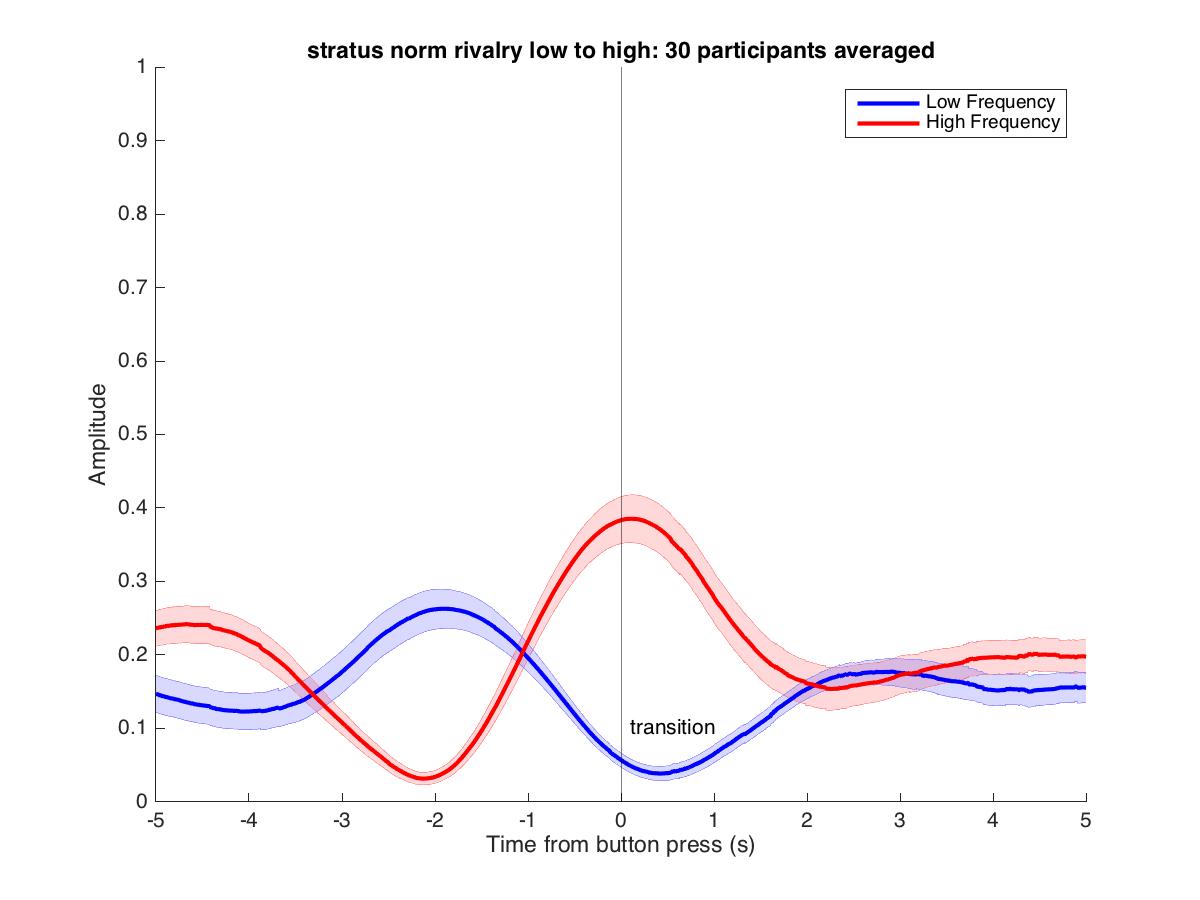 stratus norm rivalry low to high: 30 participants averaged
1
0.9
0.8
0.7
0.6
0.5
0.4
0.3
0.2
0.1
0
Amplitude
Low Frequency
High Frequency
transition
-5 -4 -3 -2 -1 0 1 2 3 4 5
Time from button press (s)